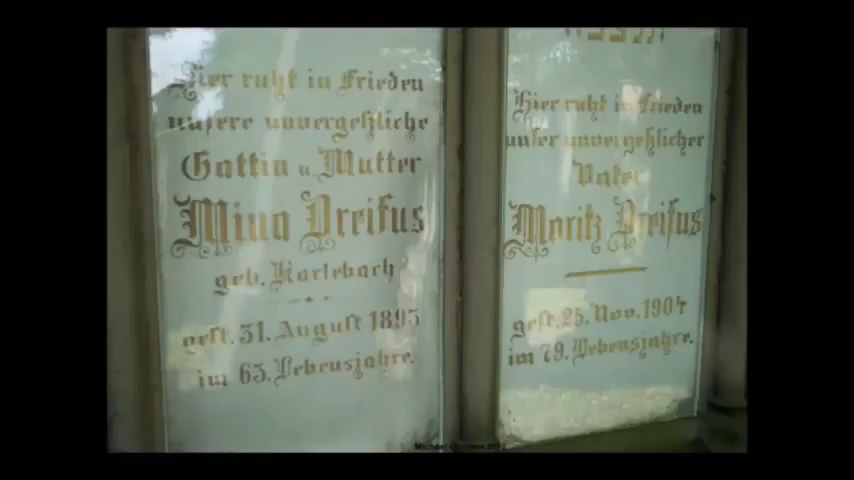 Hier ruht in Frieden
unsere unvergeßliche
Gattin u. Mutter
Mina Dreifus
geb. Karlebach
gest. 31. August 1893
im 63. Lebensjahre.
Hier ruht in Frieden
unser unvergeßlicher
Vater
Moritz Dreifus
gest. 25. Nov. 1904
im 79. Lebensjahre.